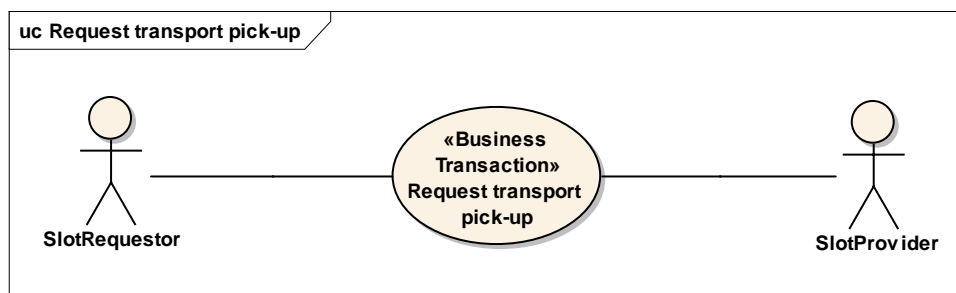 uc Request transport pick-up
«Business
Transaction»
Request transport
pick-up
SlotRequestor
SlotProvider